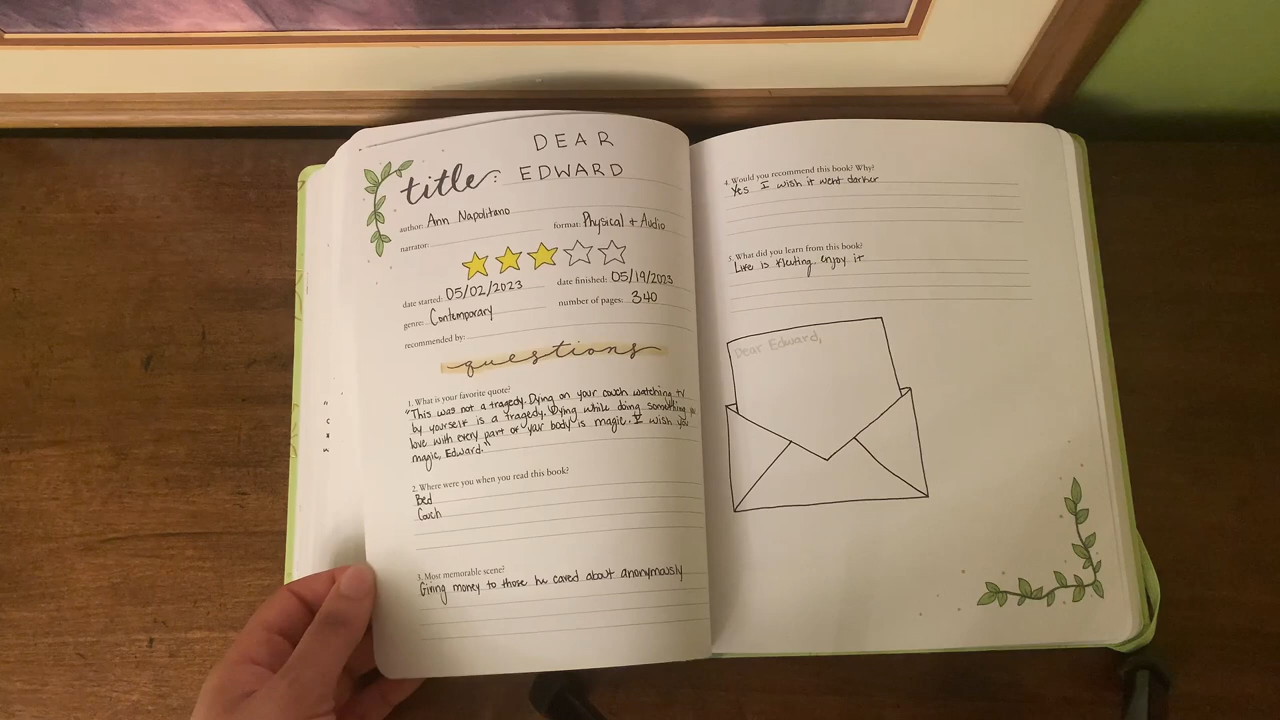 DEAR
title: EDWARD
author: Ann Napolitano
format: Physical + Audio
narrator:
date started: 05/02/2023
date finished: 05/19/2023
genre: Contemporary
number of pages: 340
recommended by:
questions
1. What is your favorite quote?
"This was not a tragedy. Dying on your couch watching TV
by yourself is a tragedy. Dying while doing something you
love with every part of your body is magic. I wish you
magic, Edward."
2. Where were you when you read this book?
Bed
Couch
3. Most memorable scene?
Giving money to those he cared about anonymously
4. Would you recommend this book? Why?
Yes I wish it went darker
5. What did you learn from this book?
Life is fleating, enjoy it
Dear Edward,